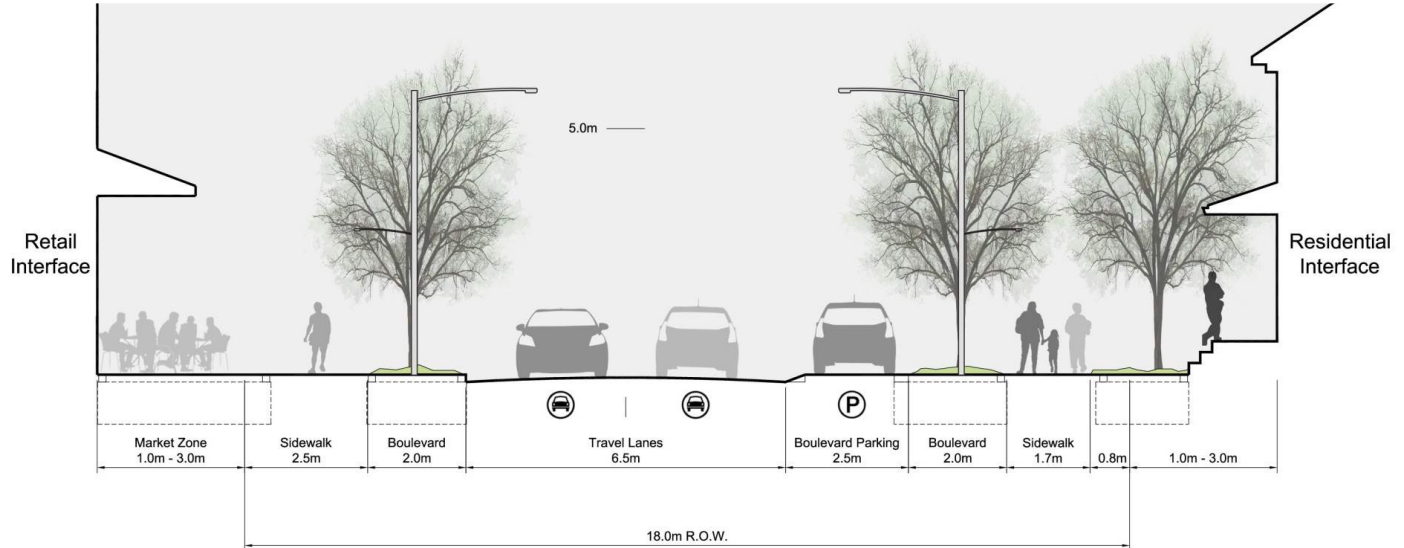 5.0m
Retail
Interface
Residential
Interface
P
Market Zone
1.0m - 3.0m
Sidewalk
2.5m
Boulevard
2.0m
Travel Lanes
6.5m
Boulevard Parking
2.5m
Boulevard
2.0m
Sidewalk
1.7m
0.8m
1.0m - 3.0m
18.0m R.O.W.